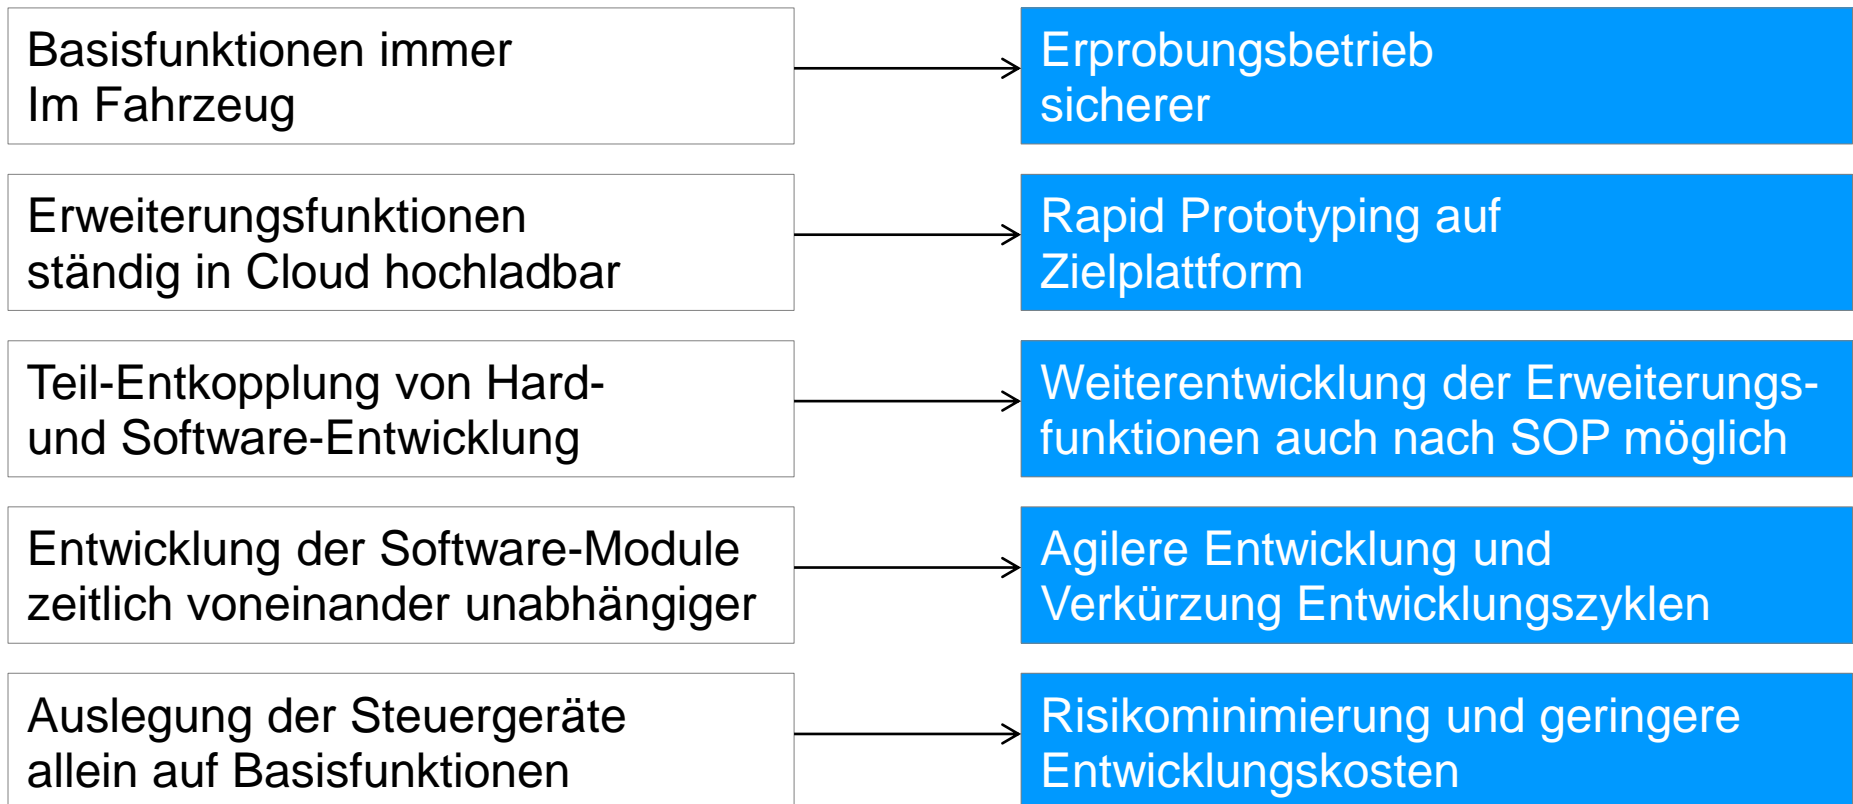 Basisfunktionen immer
Im Fahrzeug
Erprobungsbetrieb
sicherer
Erweiterungsfunktionen
ständig in Cloud hochladbar
Rapid Prototyping auf
Zielplattform
Teil-Entkopplung von Hard-
und Software-Entwicklung
Weiterentwicklung der Erweiterungs-
funktionen auch nach SOP möglich
Entwicklung der Software-Module
zeitlich voneinander unabhängiger
Agilere Entwicklung und
Verkürzung Entwicklungszyklen
Auslegung der Steuergeräte
allein auf Basisfunktionen
Risikominimierung und geringere
Entwicklungskosten